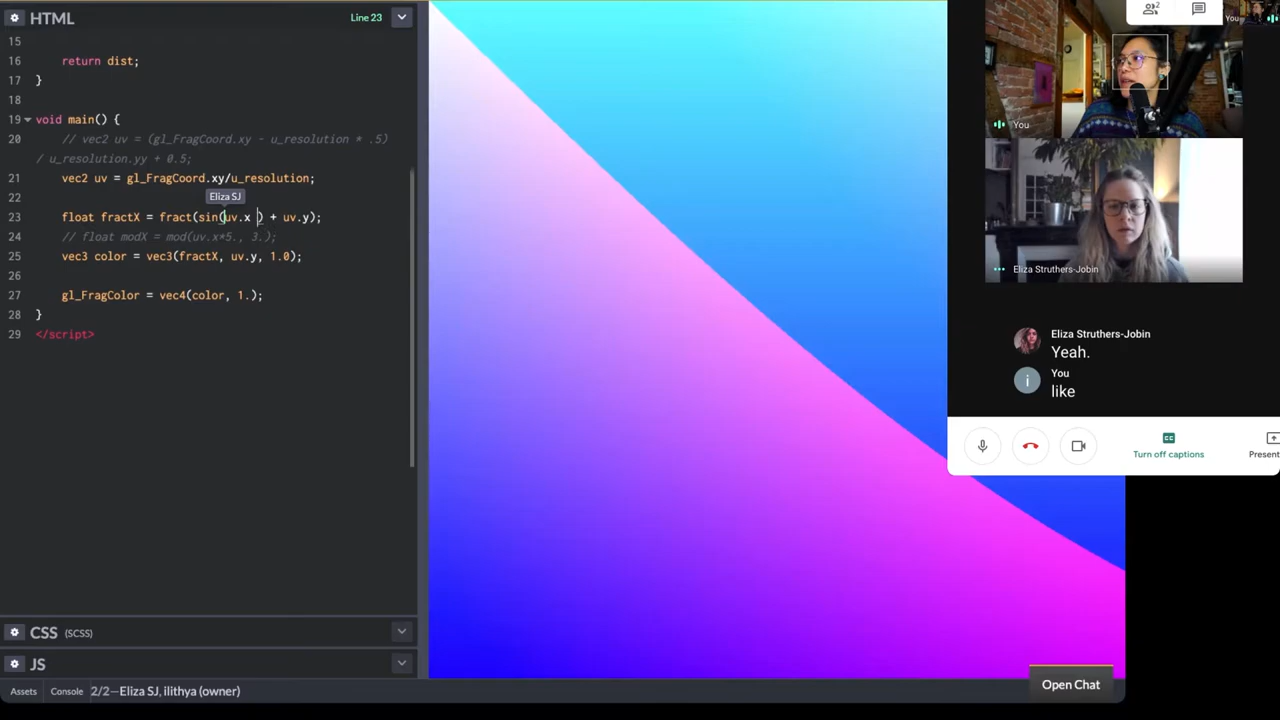 HTML
Line 23
15
16 return dist;
17 }
18
19 void main() {
20 // vec2 uv = (gl_FragCoord.xy - u_resolution * .5)
/ u_resolution.yy + 0.5;
21 vec2 uv = gl_FragCoord.xy/u_resolution;
22
Eliza SJ
23 float fractX = fract(sin(uv.x ) + uv.y);
24 // float modX = mod(uv.x*5., 3.);
25 vec3 color = vec3(fractX, uv.y, 1.0);
26
27 gl_FragColor = vec4(color, 1.);
28 }
29 </script>
CSS (SCSS)
JS
Assets Console 2/2—Eliza SJ, ilithya (owner)
Open Chat
2
You
You
Eliza Struthers-Jobin
Eliza Struthers-Jobin
Yeah.
i You
like
Turn off captions
Present